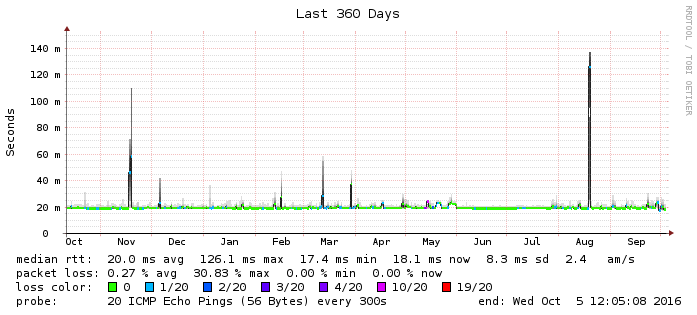 Last 360 Days
RRDTOOL / TOBI OETIKER
Seconds
140 m
120 m
100 m
80 m
60 m
40 m
20 m
0
Oct Nov Dec Jan Feb Mar Apr May Jun Jul Aug Sep
median rtt: 20.0 ms avg 126.1 ms max 17.4 ms min 18.1 ms now 8.3 ms sd 2.4 am/s
packet loss: 0.27 % avg 30.83 % max 0.00 % min 0.00 % now
loss color: 0 1/20 2/20 3/20 4/20 10/20 19/20
probe: 20 ICMP Echo Pings (56 Bytes) every 300s end: Wed Oct 5 12:05:08 2016